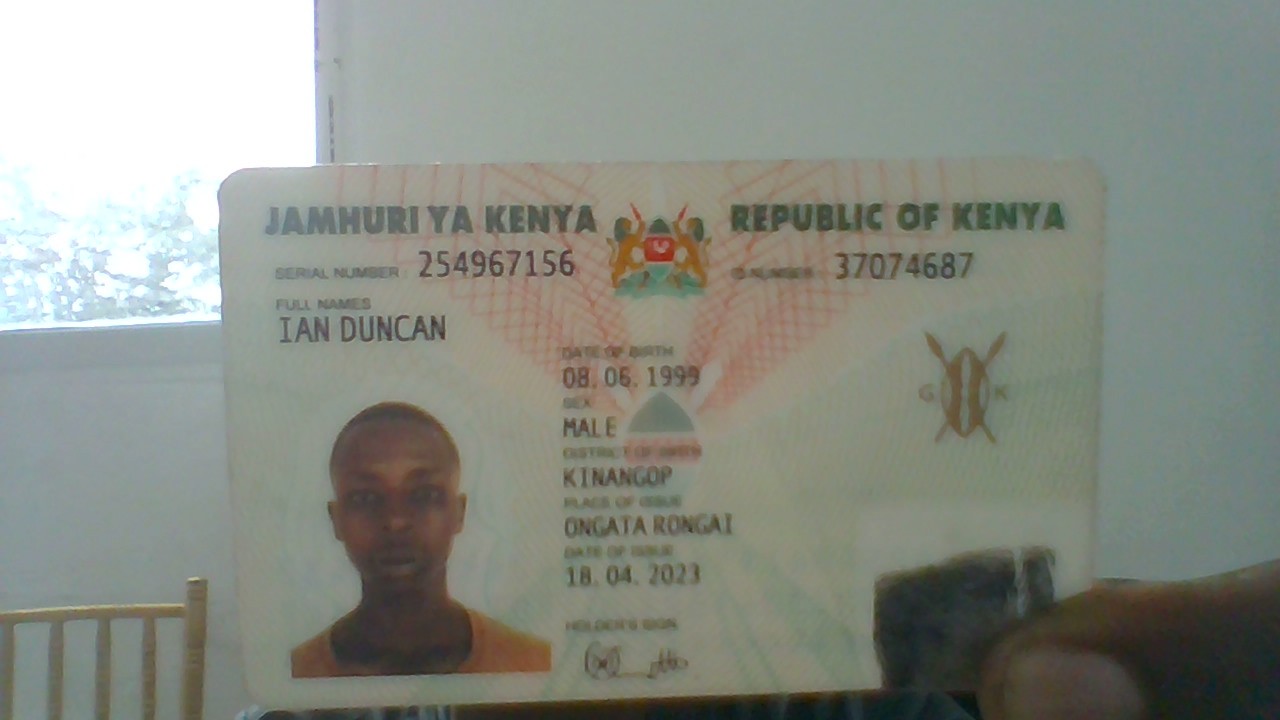 JAMHURI YA KENYA REPUBLIC OF KENYA
SERIAL NUMBER: 254967156 ID NUMBER: 37074687
FULL NAMES
IAN DUNCAN
DATE OF BIRTH
08. 06. 1999
SEX
MALE
DISTRICT OF BIRTH
KINANGOP
PLACE OF ISSUE
ONGATA RONGAI
DATE OF ISSUE
18. 04. 2023
HOLDER'S SIGN.
G K